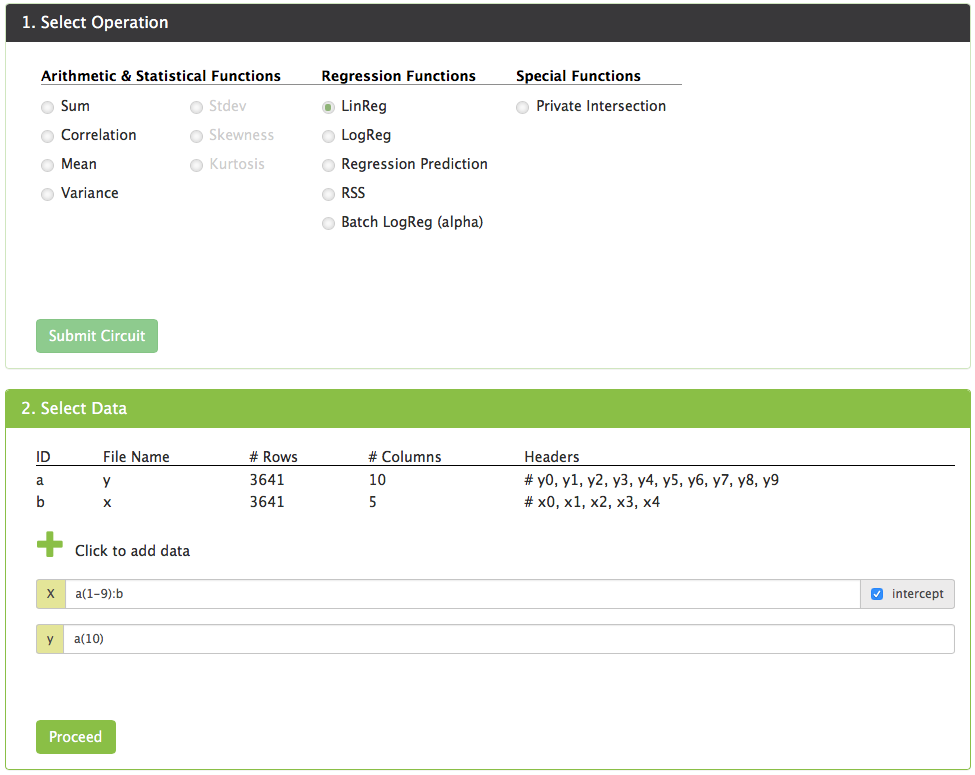 1. Select Operation
Arithmetic & Statistical Functions Regression Functions Special Functions
Sum Stdev LinReg Private Intersection
Correlation Skewness LogReg
Mean Kurtosis Regression Prediction
Variance RSS
Batch LogReg (alpha)
Submit Circuit
2. Select Data
ID File Name # Rows # Columns Headers
a y 3641 10 # y0, y1, y2, y3, y4, y5, y6, y7, y8, y9
b x 3641 5 # x0, x1, x2, x3, x4
Click to add data
X a(1-9):b intercept
y a(10)
Proceed